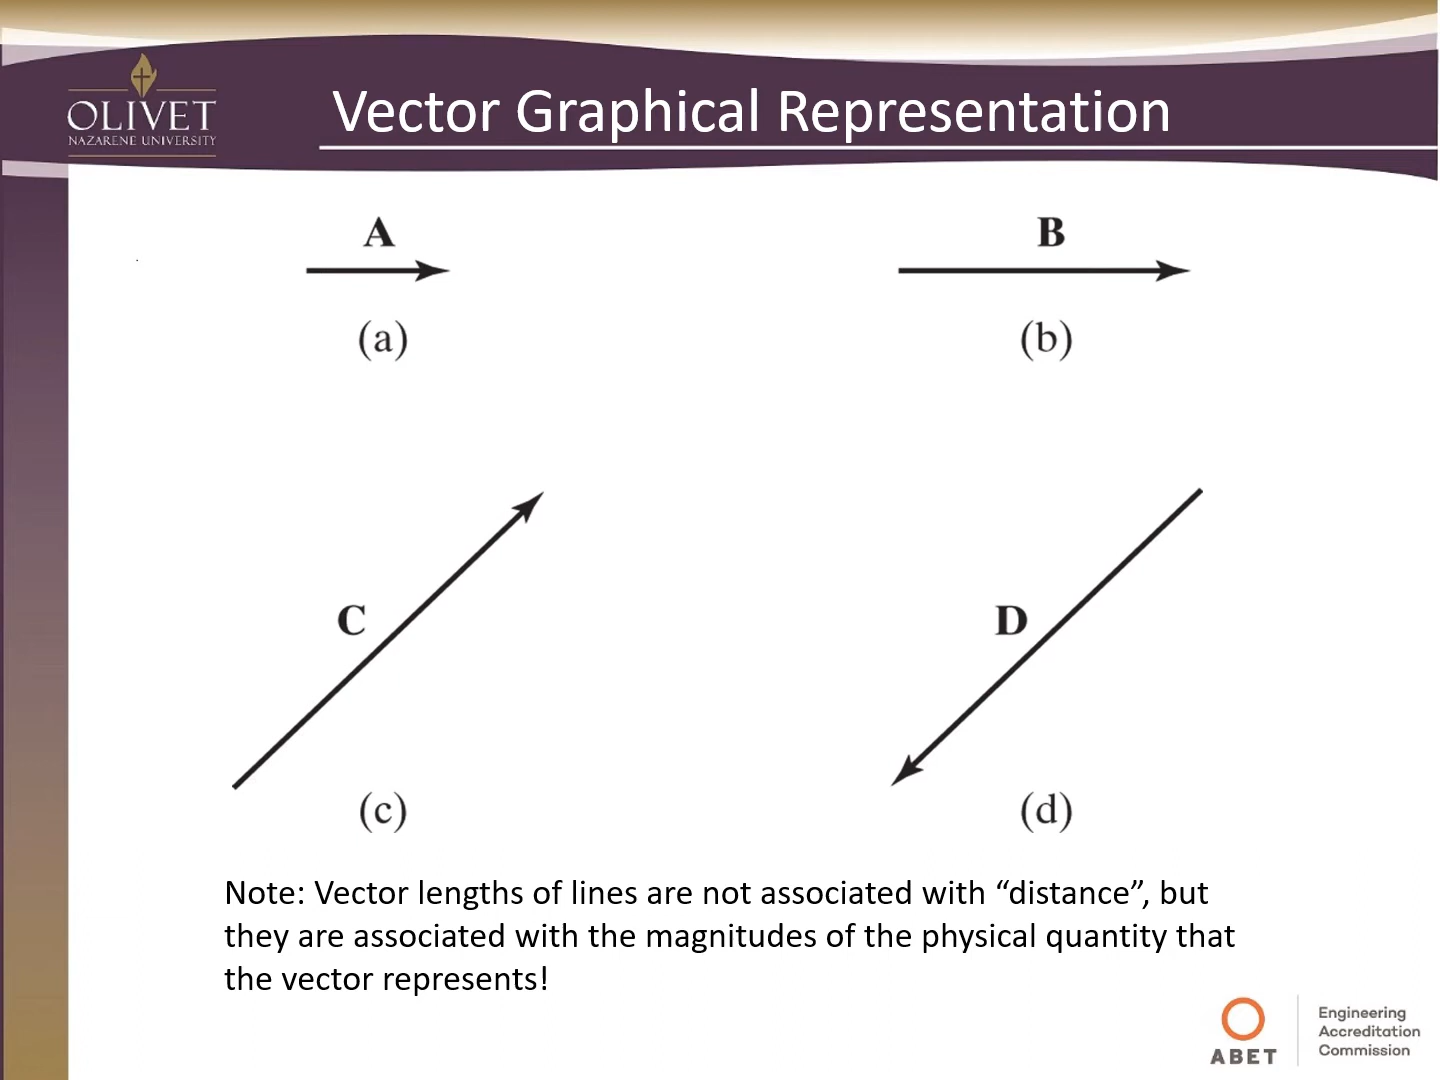 OLIVET
NAZARENE UNIVERSITY
Vector Graphical Representation
A
B
(a)
(b)
C
D
(c)
(d)
Note: Vector lengths of lines are not associated with “distance”, but
they are associated with the magnitudes of the physical quantity that
the vector represents!
ABET
Engineering
Accreditation
Commission